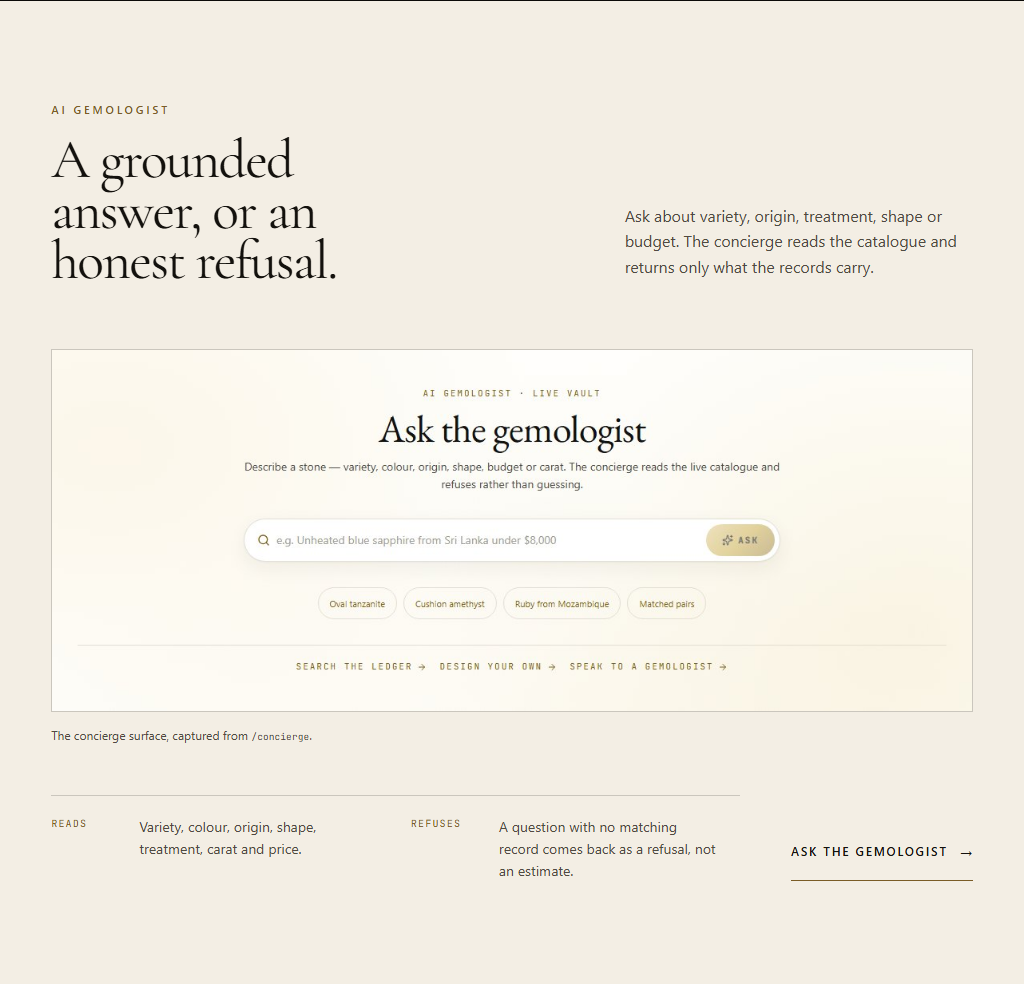 AI GEMOLOGIST
A grounded
answer, or an
honest refusal.
Ask about variety, origin, treatment, shape or
budget. The concierge reads the catalogue and
returns only what the records carry.
AI GEMOLOGIST · LIVE VAULT
Ask the gemologist
Describe a stone — variety, colour, origin, shape, budget or carat. The concierge reads the live catalogue and
refuses rather than guessing.
e.g. Unheated blue sapphire from Sri Lanka under $8,000
ASK
Oval tanzanite
Cushion amethyst
Ruby from Mozambique
Matched pairs
SEARCH THE LEDGER →
DESIGN YOUR OWN →
SPEAK TO A GEMOLOGIST →
The concierge surface, captured from /concierge.
READS
Variety, colour, origin, shape,
treatment, carat and price.
REFUSES
A question with no matching
record comes back as a refusal, not
an estimate.
ASK THE GEMOLOGIST →